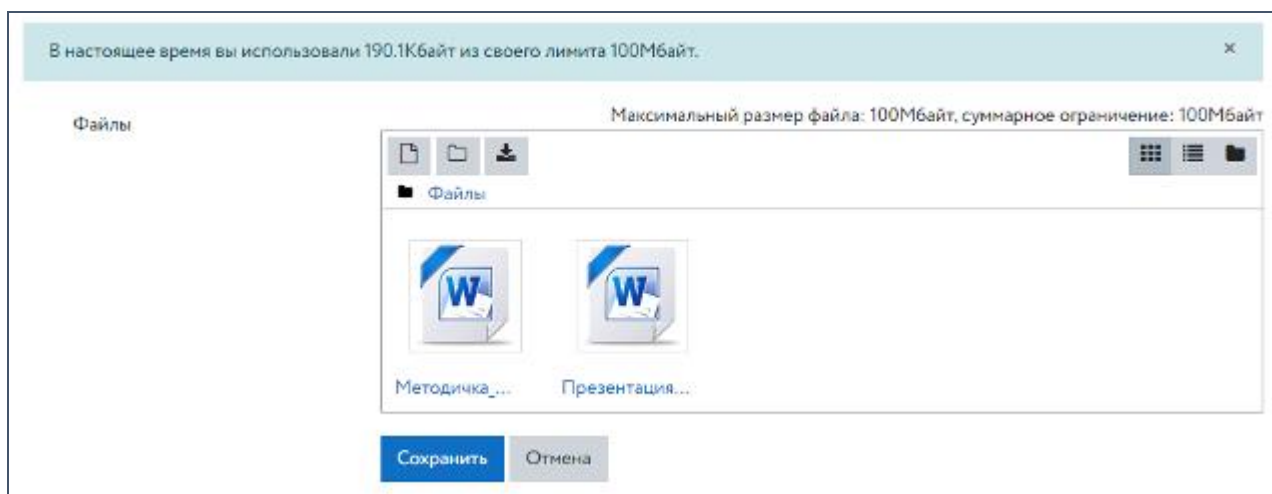 В настоящее время вы использовали 190.1Кбайт из своего лимита 100Мбайт.
Файлы
Максимальный размер файла: 100Мбайт, суммарное ограничение: 100Мбайт
Файлы
Методичка_...
Презентация...
Сохранить
Отмена